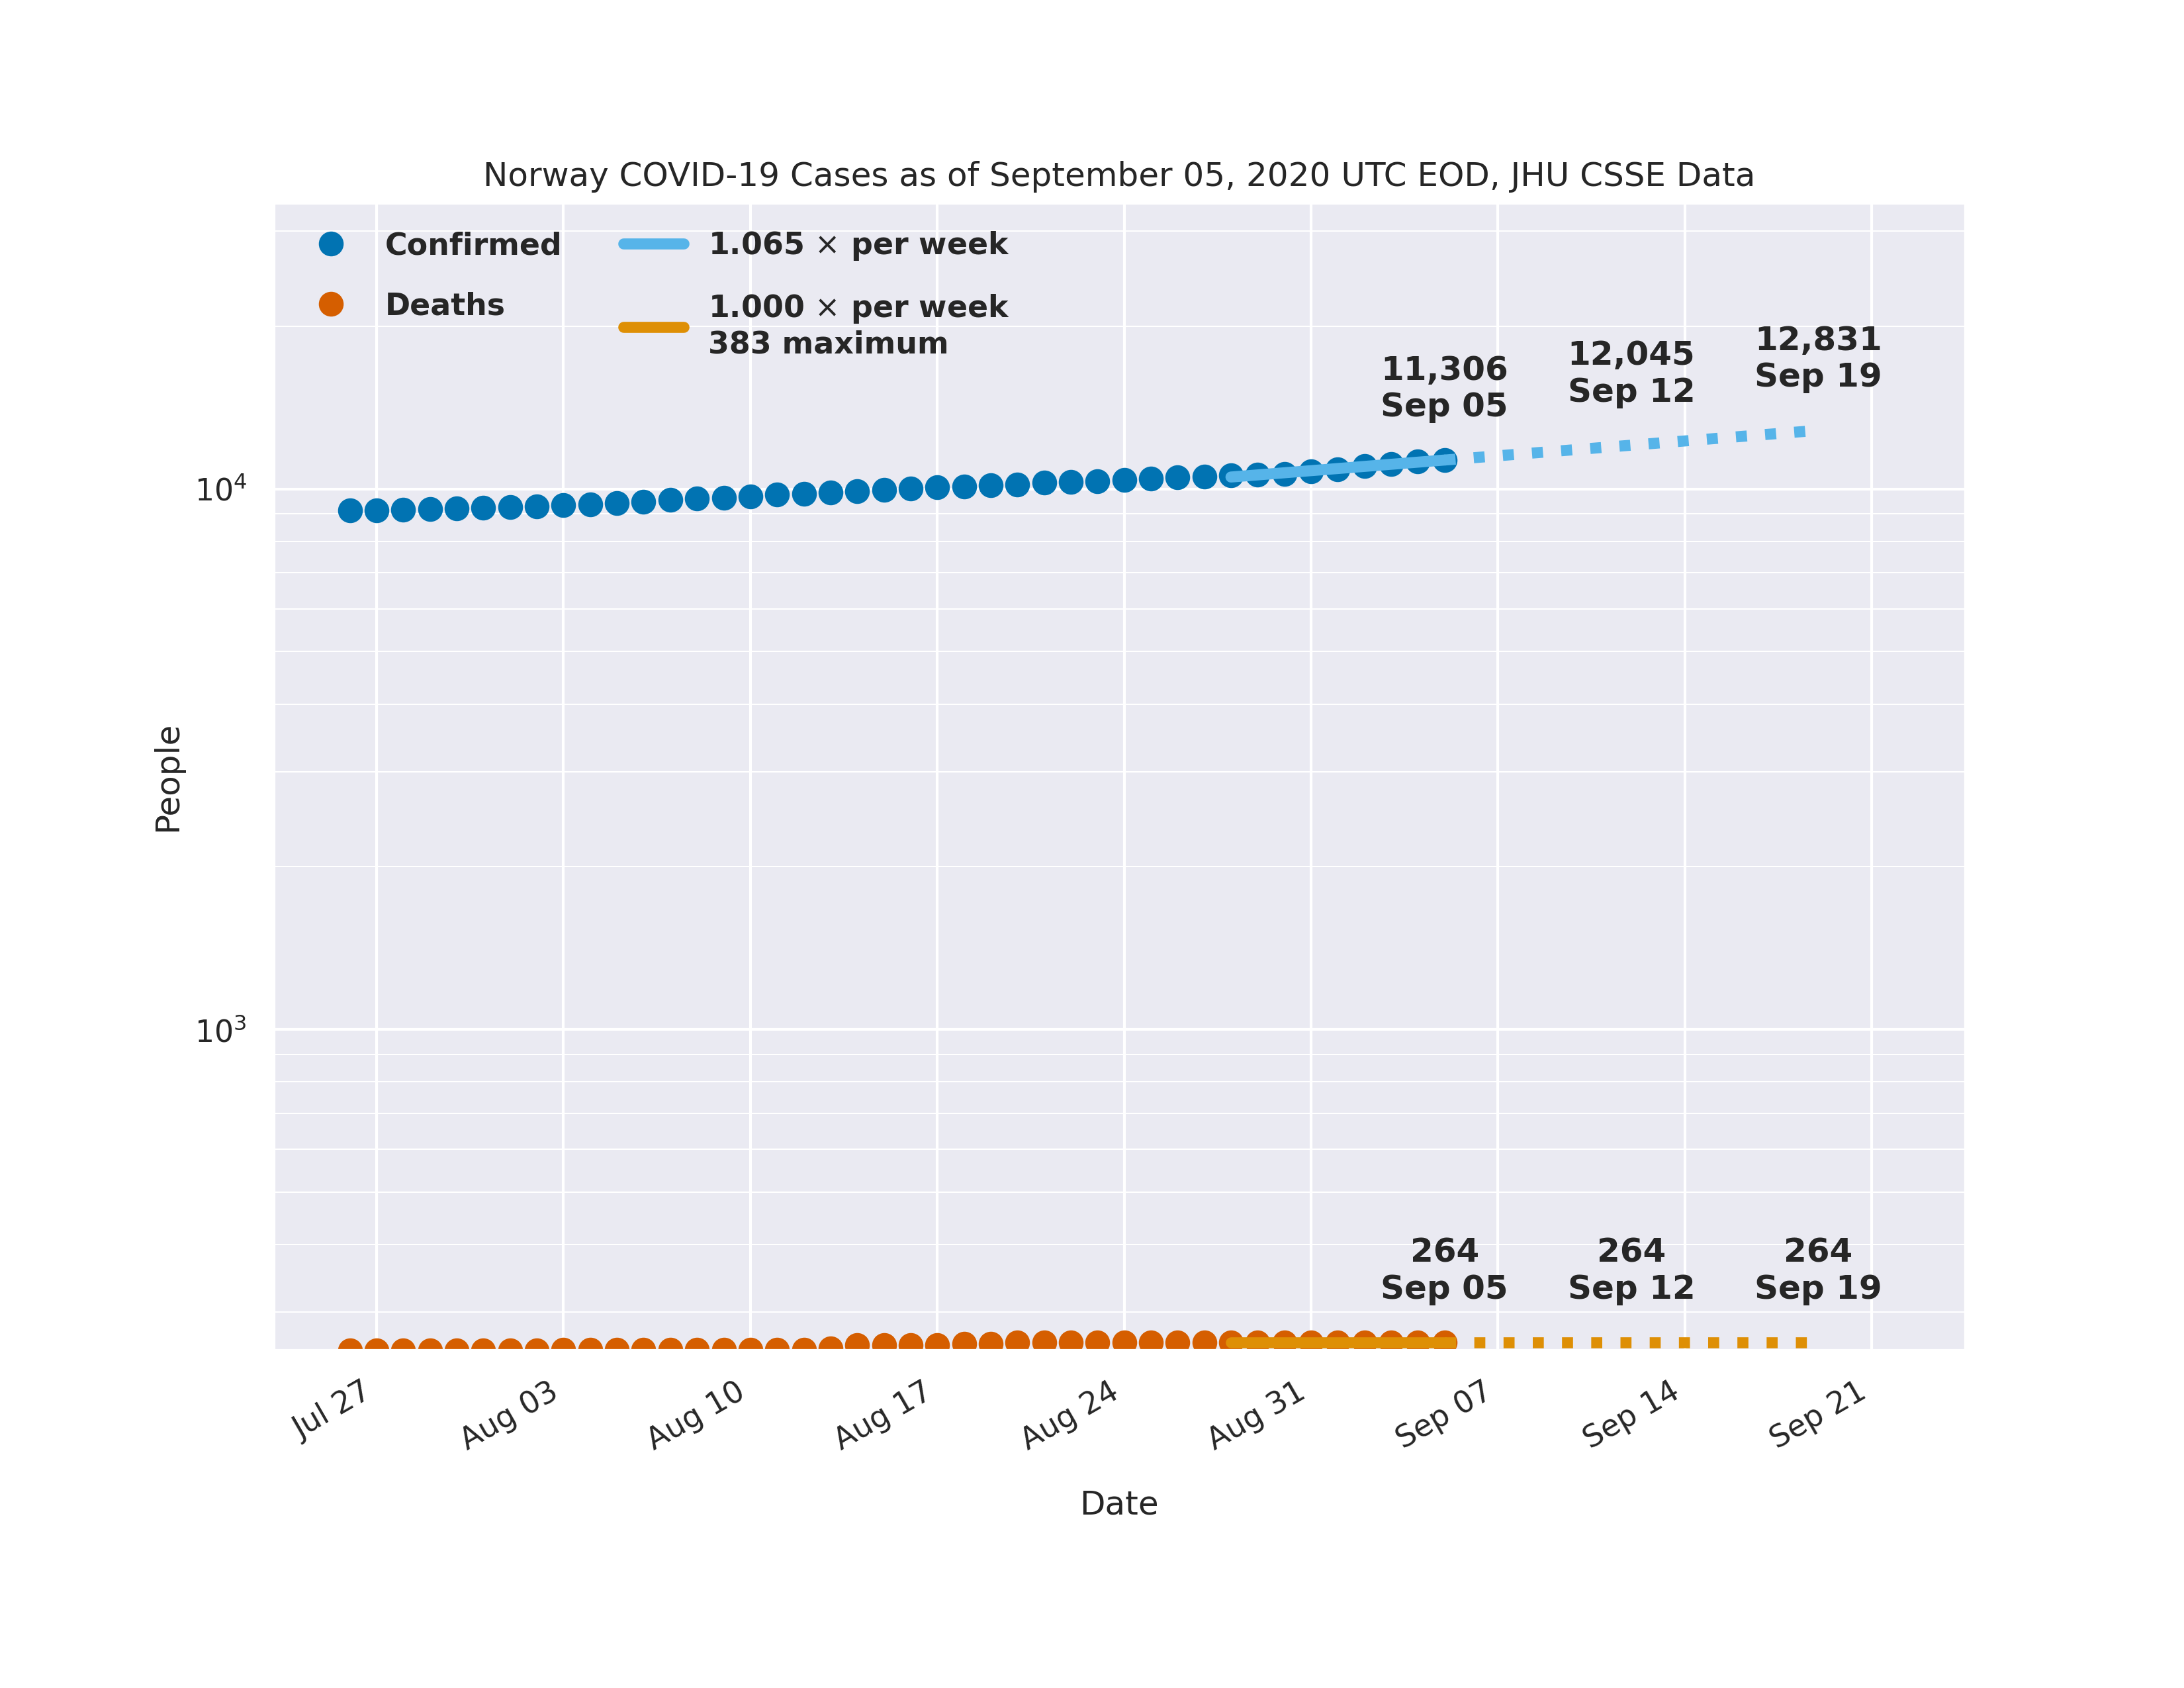 Norway COVID-19 Cases as of September 05, 2020 UTC EOD, JHU CSSE Data
Confirmed
Deaths
1.065 × per week
1.000 × per week
383 maximum
11,306
Sep 05
12,045
Sep 12
12,831
Sep 19
10⁴
People
10³
264
Sep 05
264
Sep 12
264
Sep 19
Jul 27
Aug 03
Aug 10
Aug 17
Aug 24
Aug 31
Sep 07
Sep 14
Sep 21
Date